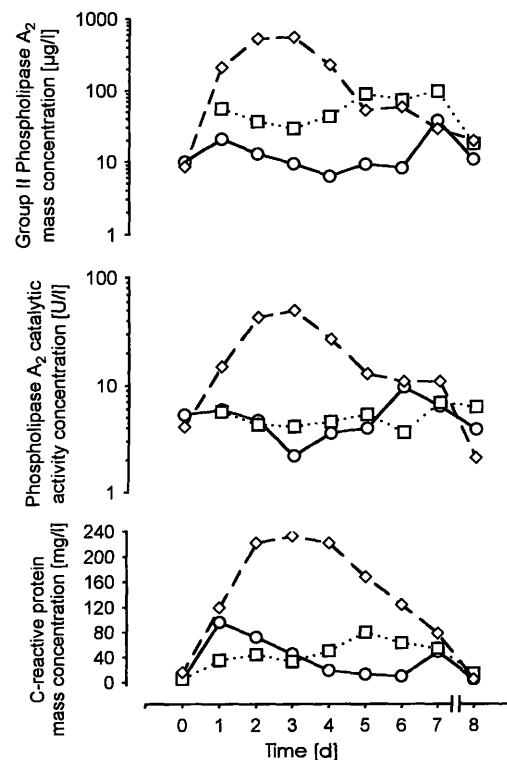 Group II Phospholipase A2
mass concentration [µg/l]
1000
100
10
1
Phospholipase A2 catalytic
activity concentration [U/l]
100
10
1
C-reactive protein
mass concentration [mg/l]
240
200
160
120
80
40
0
0 1 2 3 4 5 6 7 8
Time [d]